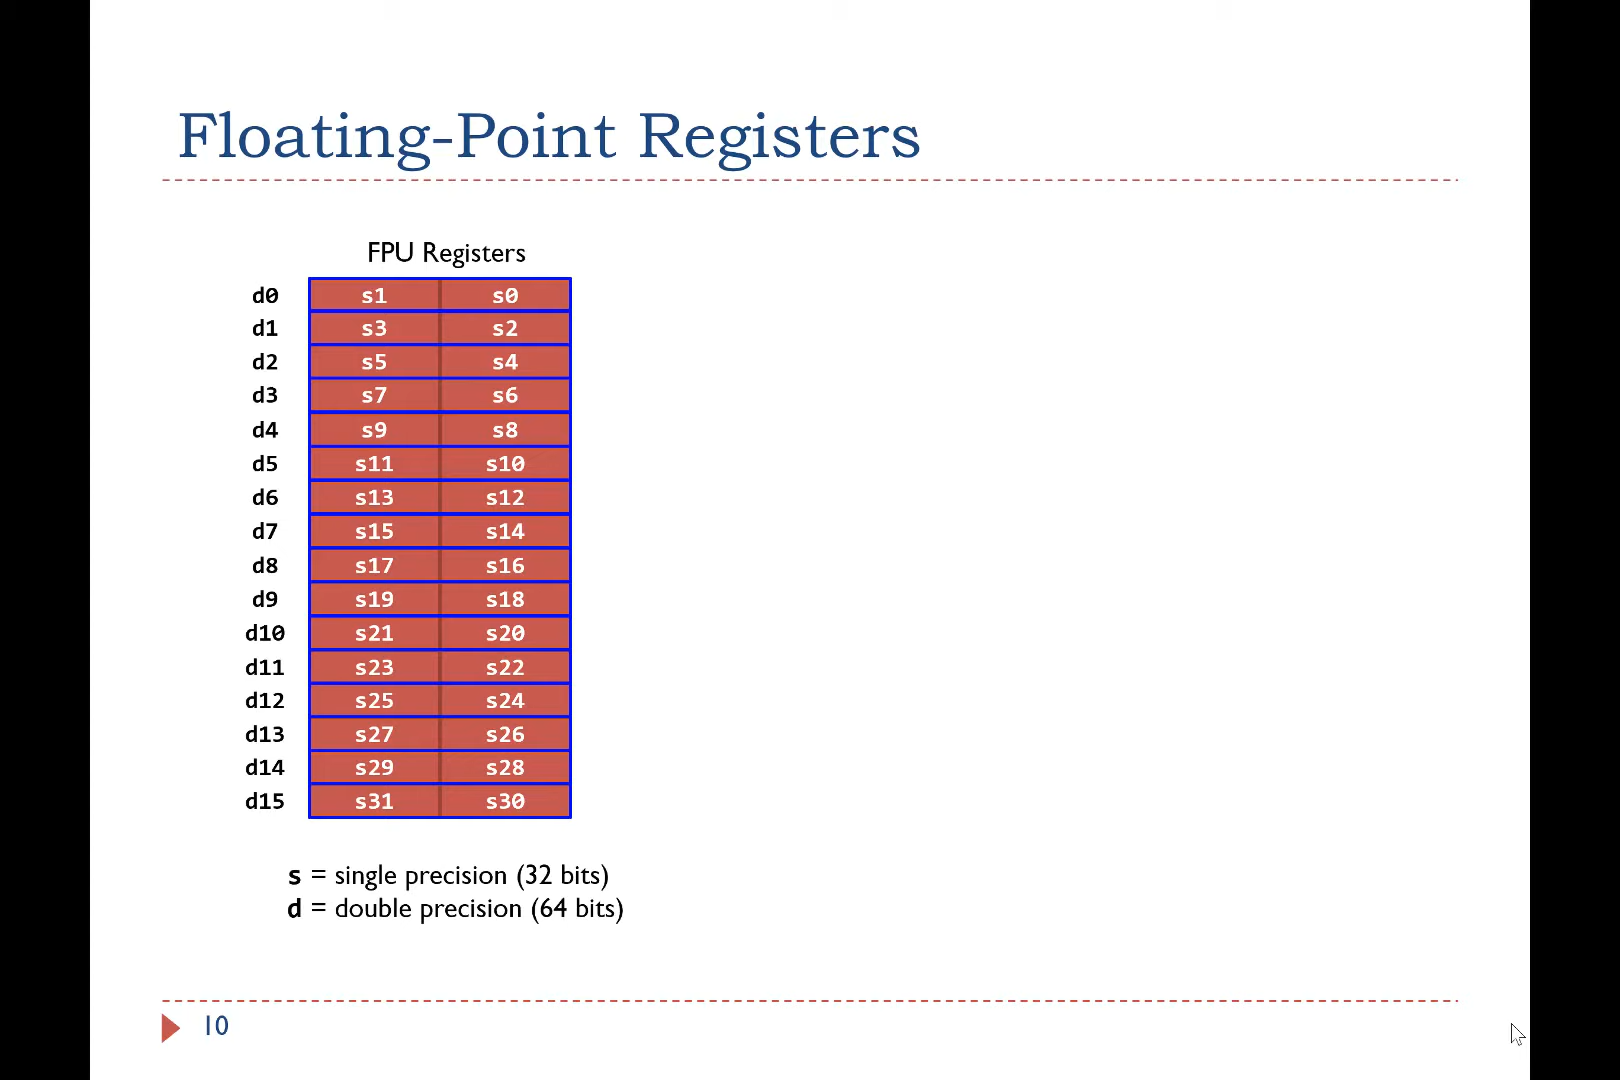 Floating-Point Registers
FPU Registers
d0 s1 s0
d1 s3 s2
d2 s5 s4
d3 s7 s6
d4 s9 s8
d5 s11 s10
d6 s13 s12
d7 s15 s14
d8 s17 s16
d9 s19 s18
d10 s21 s20
d11 s23 s22
d12 s25 s24
d13 s27 s26
d14 s29 s28
d15 s31 s30
s = single precision (32 bits)
d = double precision (64 bits)
10